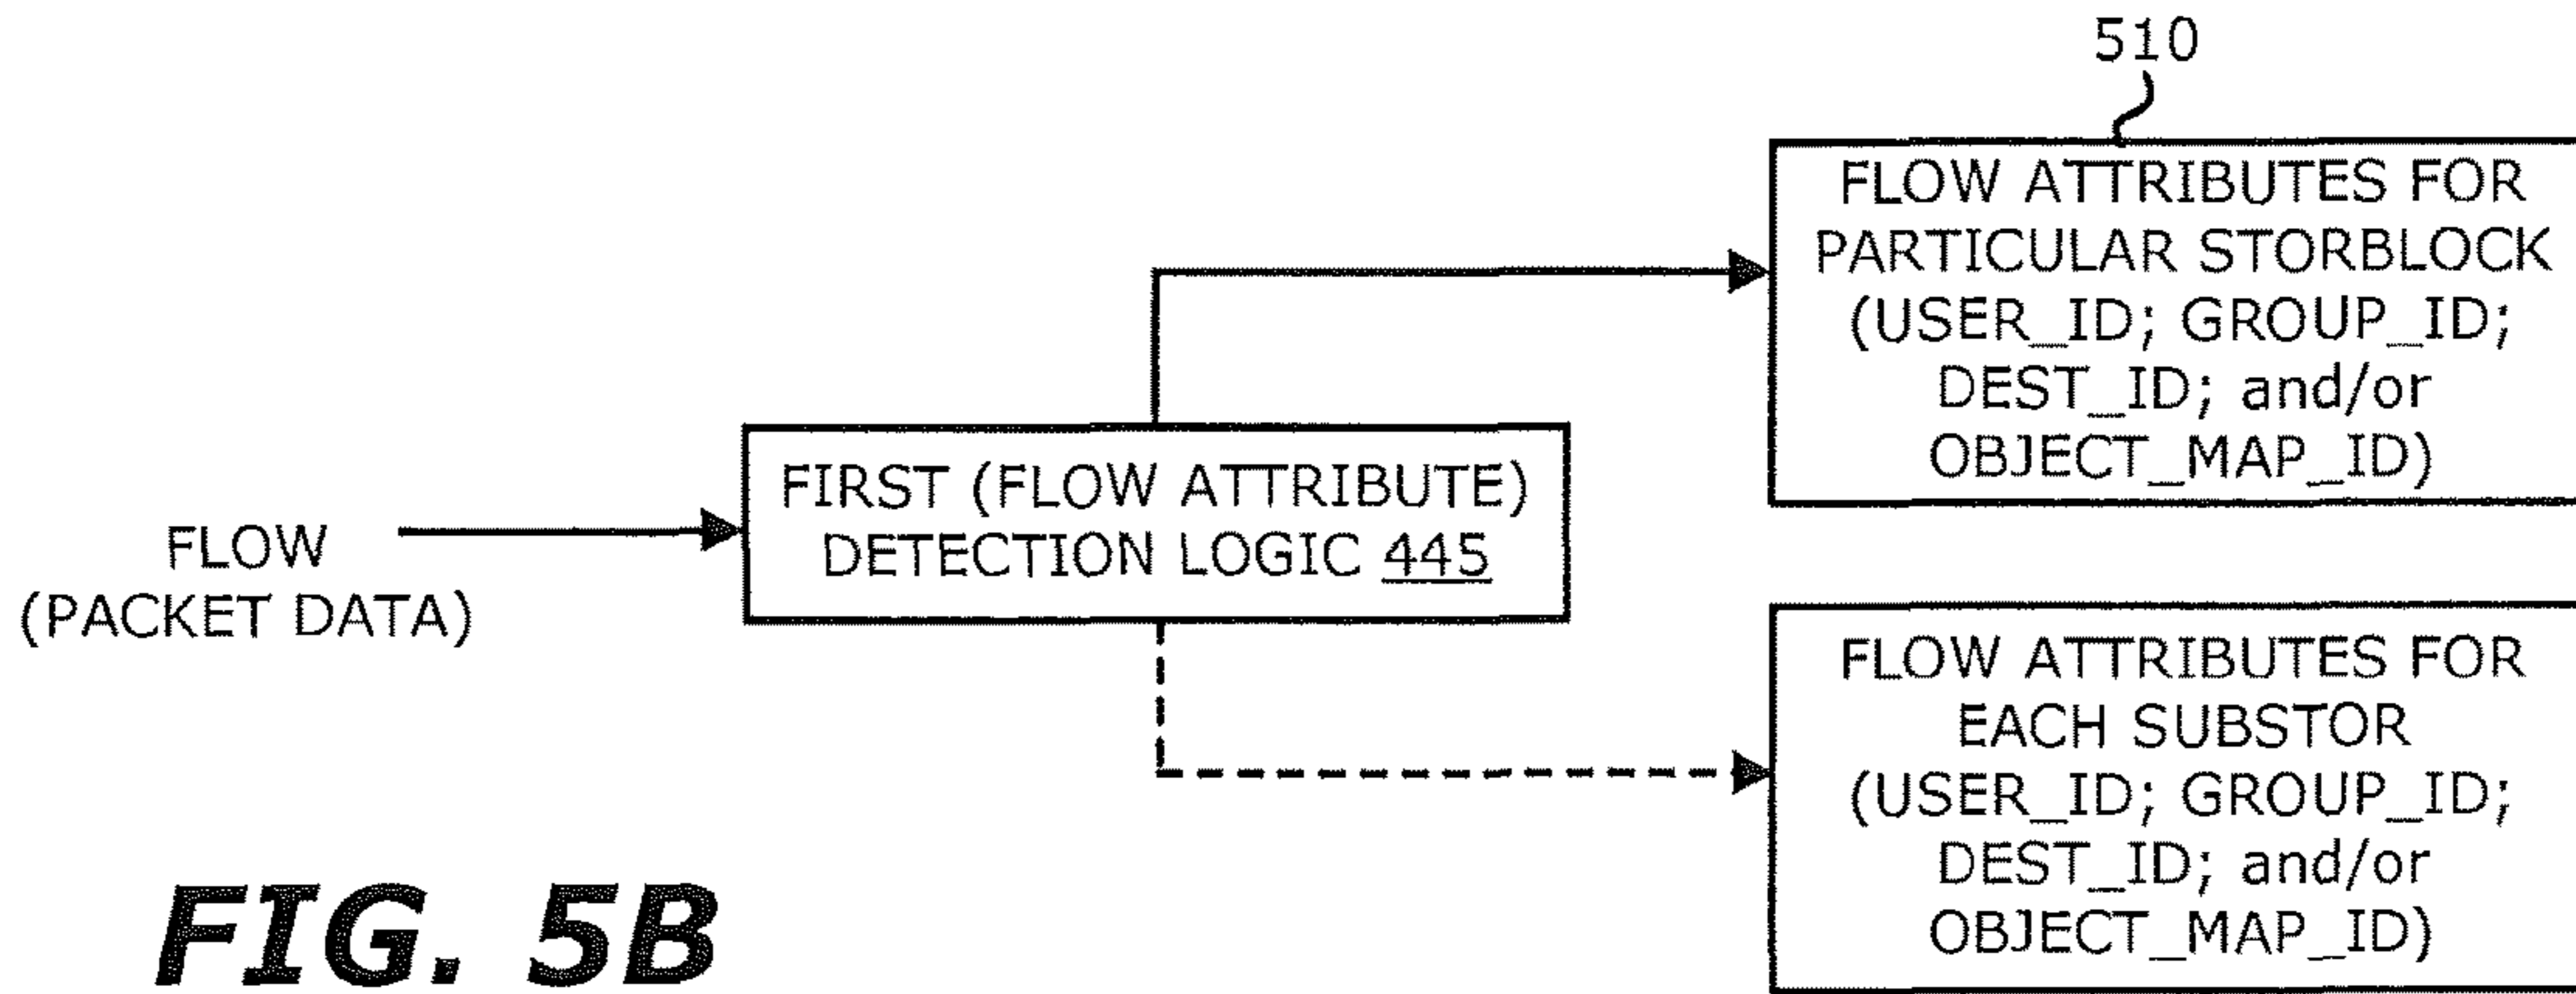 510
FLOW ATTRIBUTES FOR
PARTICULAR STORBLOCK
(USER_ID; GROUP_ID;
DEST_ID; and/or
OBJECT_MAP_ID)
FIRST (FLOW ATTRIBUTE)
DETECTION LOGIC 445
FLOW
(PACKET DATA)
FLOW ATTRIBUTES FOR
EACH SUBSTOR
(USER_ID; GROUP_ID;
DEST_ID; and/or
OBJECT_MAP_ID)
FIG. 5B